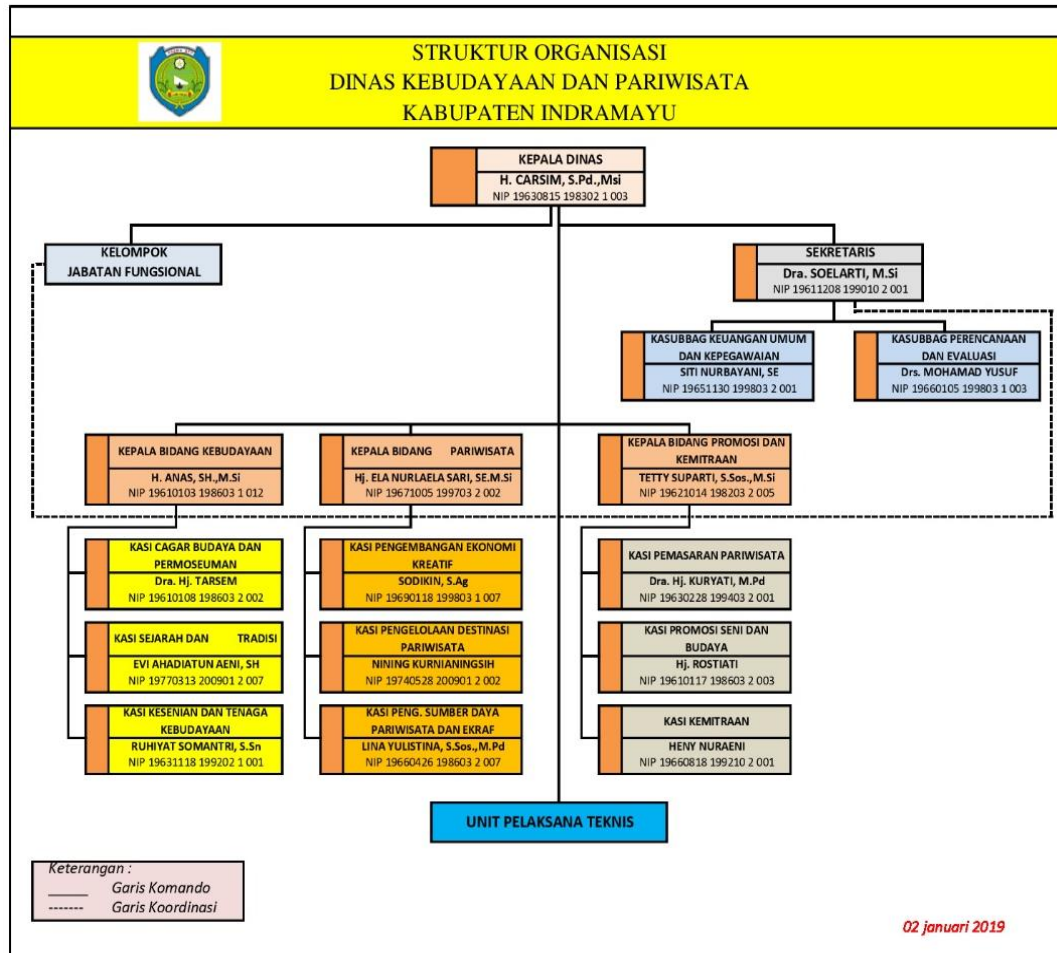 STRUKTUR ORGANISASI
DINAS KEBUDAYAAN DAN PARIWISATA
KABUPATEN INDRAMAYU
KEPALA DINAS
H. CARSIM, S.Pd.,Msi
NIP 19630815 198302 1 003
KELOMPOK
JABATAN FUNGSIONAL
SEKRETARIS
Dra. SOELARTI, M.Si
NIP 19611208 199010 2 001
KASUBBAG KEUANGAN UMUM
DAN KEPEGAWAIAN
SITI NURBAYANI, SE
NIP 19651130 199803 2 001
KASUBBAG PERENCANAAN
DAN EVALUASI
Drs. MOHAMAD YUSUF
NIP 19660105 199803 1 003
KEPALA BIDANG KEBUDAYAAN
H. ANAS, SH.,M.Si
NIP 19610103 198603 1 012
KEPALA BIDANG PARIWISATA
Hj. ELA NURLAELA SARI, SE.M.Si
NIP 19671005 199703 2 002
KEPALA BIDANG PROMOSI DAN
KEMITRAAN
TETTY SUPARTI, S.Sos.,M.Si
NIP 19621014 198203 2 005
KASI CAGAR BUDAYA DAN
PERMOSEUMAN
Dra. Hj. TARSEM
NIP 19610108 198603 2 002
KASI PENGEMBANGAN EKONOMI
KREATIF
SODIKIN, S.Ag
NIP 19690118 199803 1 007
KASI PEMASARAN PARIWISATA
Dra. Hj. KURYATI, M.Pd
NIP 19630228 199403 2 001
KASI SEJARAH DAN TRADISI
EVI AHADIATUN AENI, SH
NIP 19770313 200901 2 007
KASI PENGELOLAAN DESTINASI
PARIWISATA
NINING KURNIANINGSIH
NIP 19740528 200901 2 002
KASI PROMOSI SENI DAN
BUDAYA
Hj. ROSTIATI
NIP 19610117 198603 2 003
KASI KESENIAN DAN TENAGA
KEBUDAYAAN
RUHIYAT SOMANTRI, S.Sn
NIP 19631118 199202 1 001
KASI PENG. SUMBER DAYA
PARIWISATA DAN EKRAF
LINA YULISTINA, S.Sos.,M.Pd
NIP 19660426 198603 2 007
KASI KEMITRAAN
HENY NURAENI
NIP 19660818 199210 2 001
UNIT PELAKSANA TEKNIS
Keterangan :
Garis Komando
Garis Koordinasi
02 januari 2019